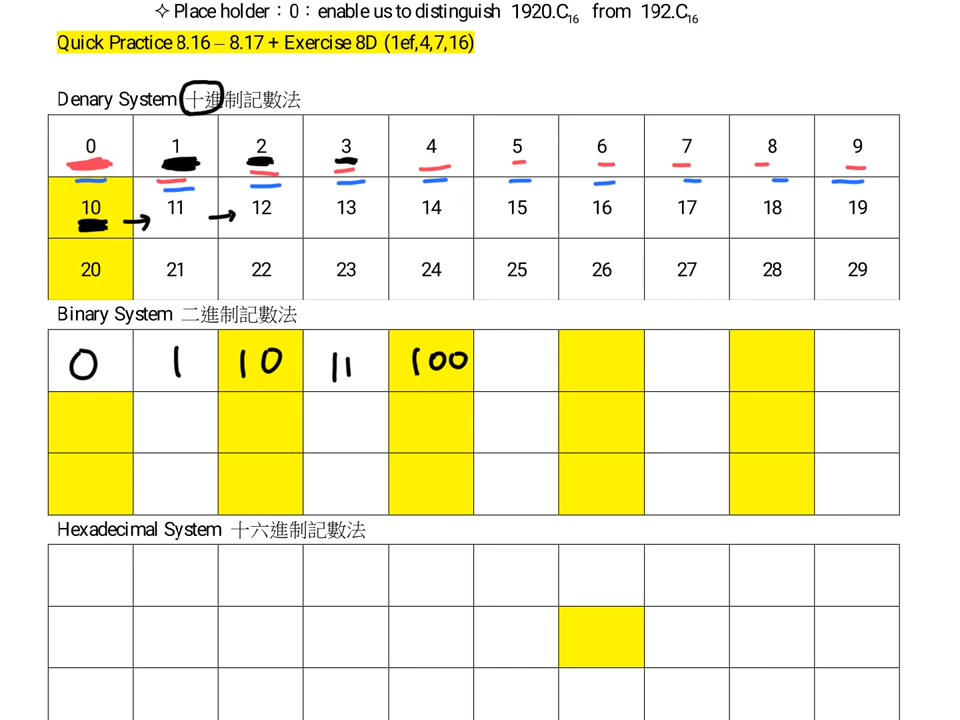 ✧ Place holder：0：enable us to distinguish 1920.C₁₆ from 192.C₁₆
Quick Practice 8.16 – 8.17 + Exercise 8D (1ef,4,7,16)
Denary System 十進制記數法
0 1 2 3 4 5 6 7 8 9
10 → 11 → 12 13 14 15 16 17 18 19
20 21 22 23 24 25 26 27 28 29
Binary System 二進制記數法
0 1 10 11 100
Hexadecimal System 十六進制記數法